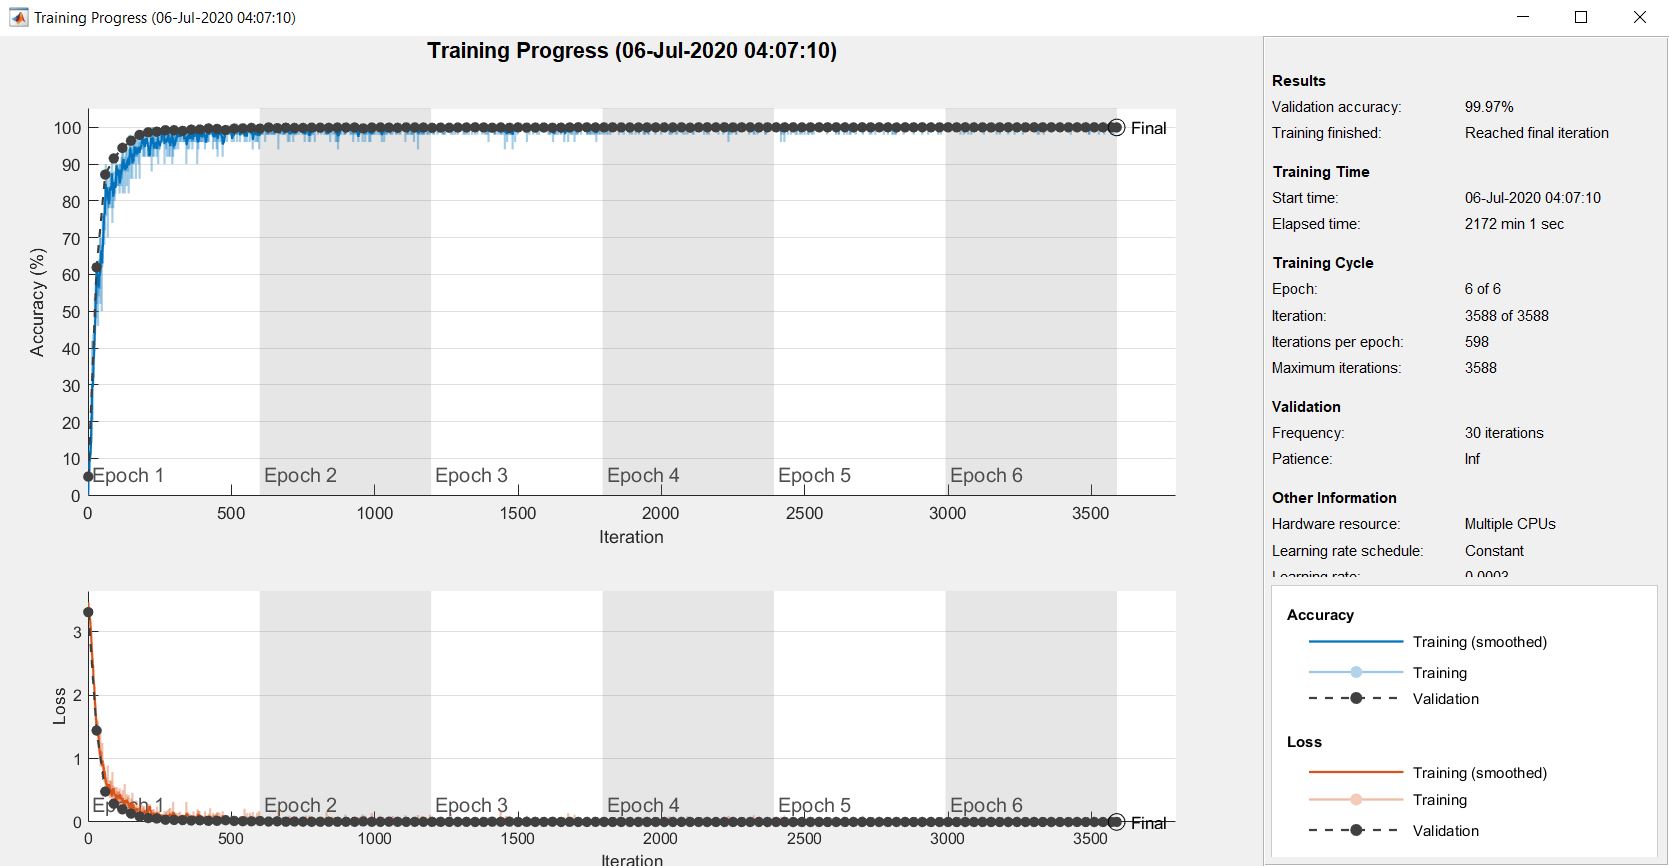 Training Progress (06-Jul-2020 04:07:10)
Training Progress (06-Jul-2020 04:07:10)
100
90
80
70
60
50
40
30
20
10
0
Accuracy (%)
Epoch 1 Epoch 2 Epoch 3 Epoch 4 Epoch 5 Epoch 6
Final
0 500 1000 1500 2000 2500 3000 3500
Iteration
3
2
1
0
Loss
Epoch 1 Epoch 2 Epoch 3 Epoch 4 Epoch 5 Epoch 6
Final
0 500 1000 1500 2000 2500 3000 3500
Iteration
Results
Validation accuracy: 99.97%
Training finished: Reached final iteration
Training Time
Start time: 06-Jul-2020 04:07:10
Elapsed time: 2172 min 1 sec
Training Cycle
Epoch: 6 of 6
Iteration: 3588 of 3588
Iterations per epoch: 598
Maximum iterations: 3588
Validation
Frequency: 30 iterations
Patience: Inf
Other Information
Hardware resource: Multiple CPUs
Learning rate schedule: Constant
Learning rate: 0.0003
Accuracy
Training (smoothed)
Training
Validation
Loss
Training (smoothed)
Training
Validation